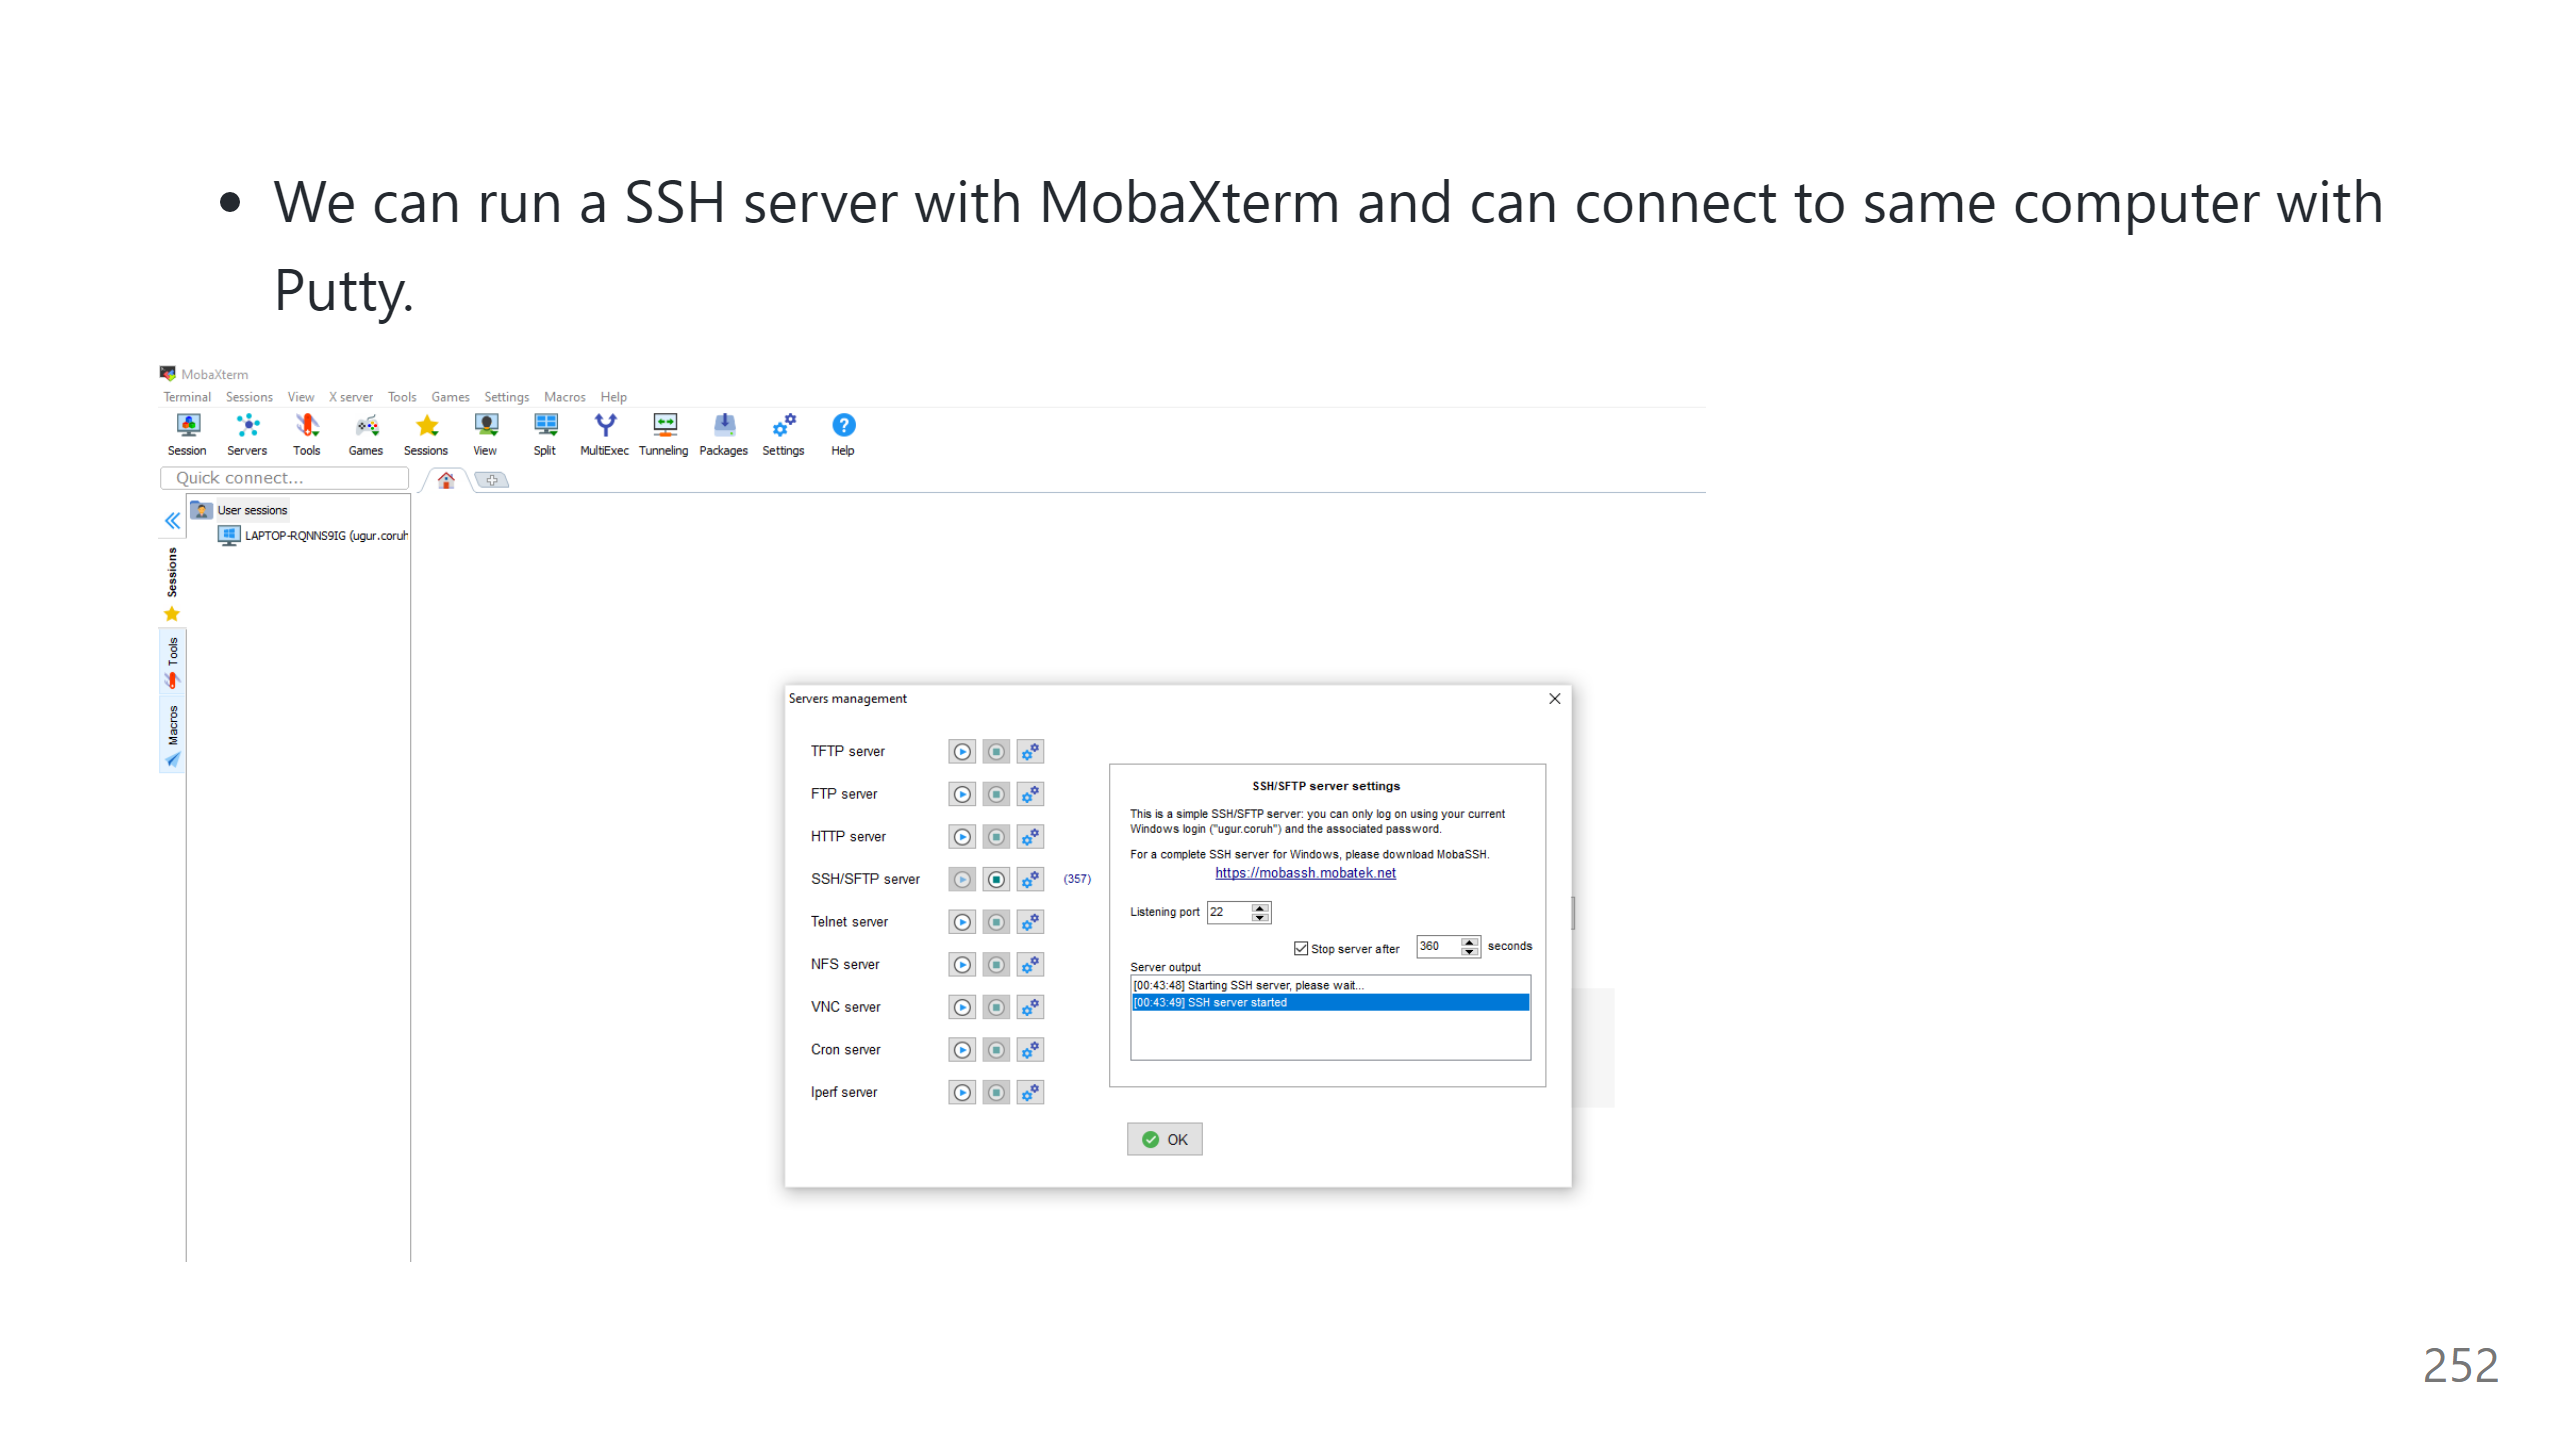 • We can run a SSH server with MobaXterm and can connect to same computer with
Putty.
MobaXterm
Terminal Sessions View X server Tools Games Settings Macros Help
Session Servers Tools Games Sessions View Split MultiExec Tunneling Packages Settings Help
Quick connect...
User sessions
LAPTOP-RQNNS9IG (ugur.coruh
Sessions
Tools
Macros
Servers management
TFTP server
FTP server
HTTP server
SSH/SFTP server (357)
Telnet server
NFS server
VNC server
Cron server
Iperf server
SSH/SFTP server settings
This is a simple SSH/SFTP server: you can only log on using your current
Windows login ("ugur.coruh") and the associated password.
For a complete SSH server for Windows, please download MobaSSH.
https://mobassh.mobatek.net
Listening port 22
Stop server after 360 seconds
Server output
[00:43:48] Starting SSH server, please wait...
[00:43:49] SSH server started
OK
252